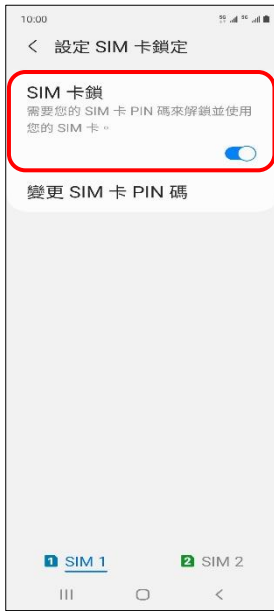 10:00
5G 5G
設定 SIM 卡鎖定
SIM 卡鎖
需要您的 SIM 卡 PIN 碼來解鎖並使用
您的 SIM 卡。
變更 SIM 卡 PIN 碼
1 SIM 1
2 SIM 2